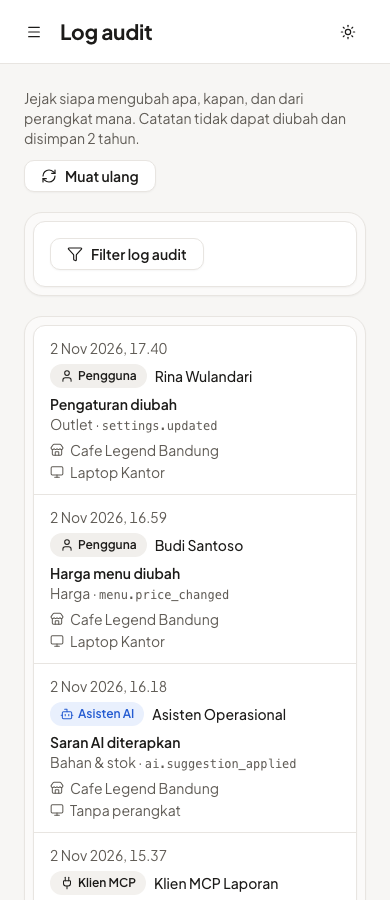 Log audit
Jejak siapa mengubah apa, kapan, dan dari
perangkat mana. Catatan tidak dapat diubah dan
disimpan 2 tahun.
Muat ulang
Filter log audit
2 Nov 2026, 17.40
Pengguna Rina Wulandari
Pengaturan diubah
Outlet · settings.updated
Cafe Legend Bandung
Laptop Kantor
2 Nov 2026, 16.59
Pengguna Budi Santoso
Harga menu diubah
Harga · menu.price_changed
Cafe Legend Bandung
Laptop Kantor
2 Nov 2026, 16.18
Asisten AI Asisten Operasional
Saran AI diterapkan
Bahan & stok · ai.suggestion_applied
Cafe Legend Bandung
Tanpa perangkat
2 Nov 2026, 15.37
Klien MCP Klien MCP Laporan